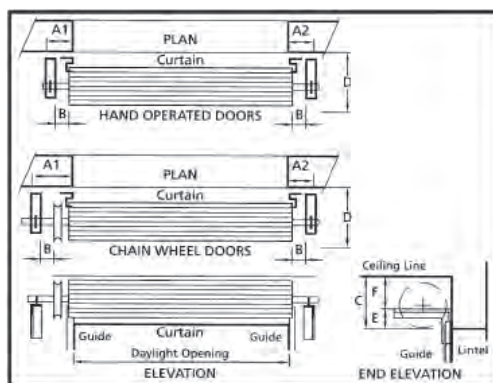 A1 PLAN A2
Curtain
D
B HAND OPERATED DOORS B
A1 PLAN A2
Curtain
D
B CHAIN WHEEL DOORS B
Ceiling Line
C F
E
Curtain
Guide Guide
Daylight Opening
ELEVATION
Guide Lintel
END ELEVATION